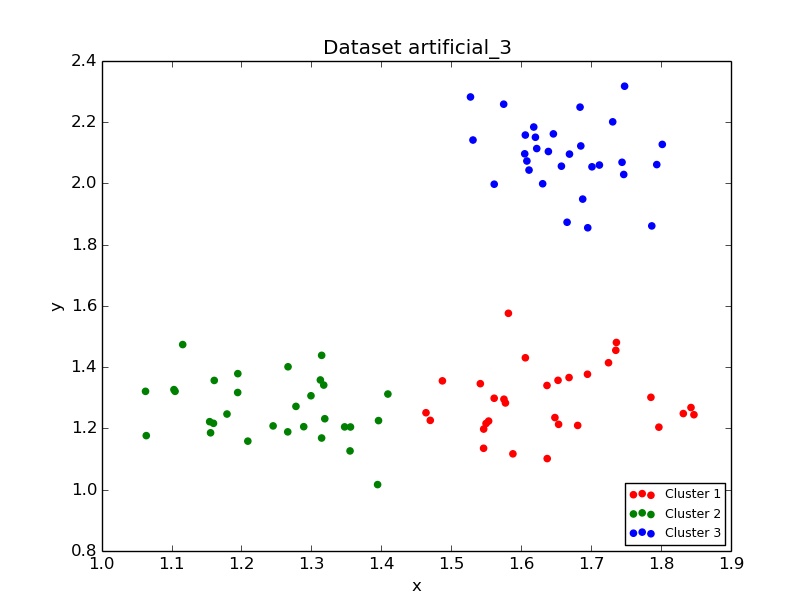 Dataset artificial_3
2.4
2.2
2.0
1.8
1.6
1.4
1.2
1.0
0.8
y
1.0 1.1 1.2 1.3 1.4 1.5 1.6 1.7 1.8 1.9
x
Cluster 1
Cluster 2
Cluster 3